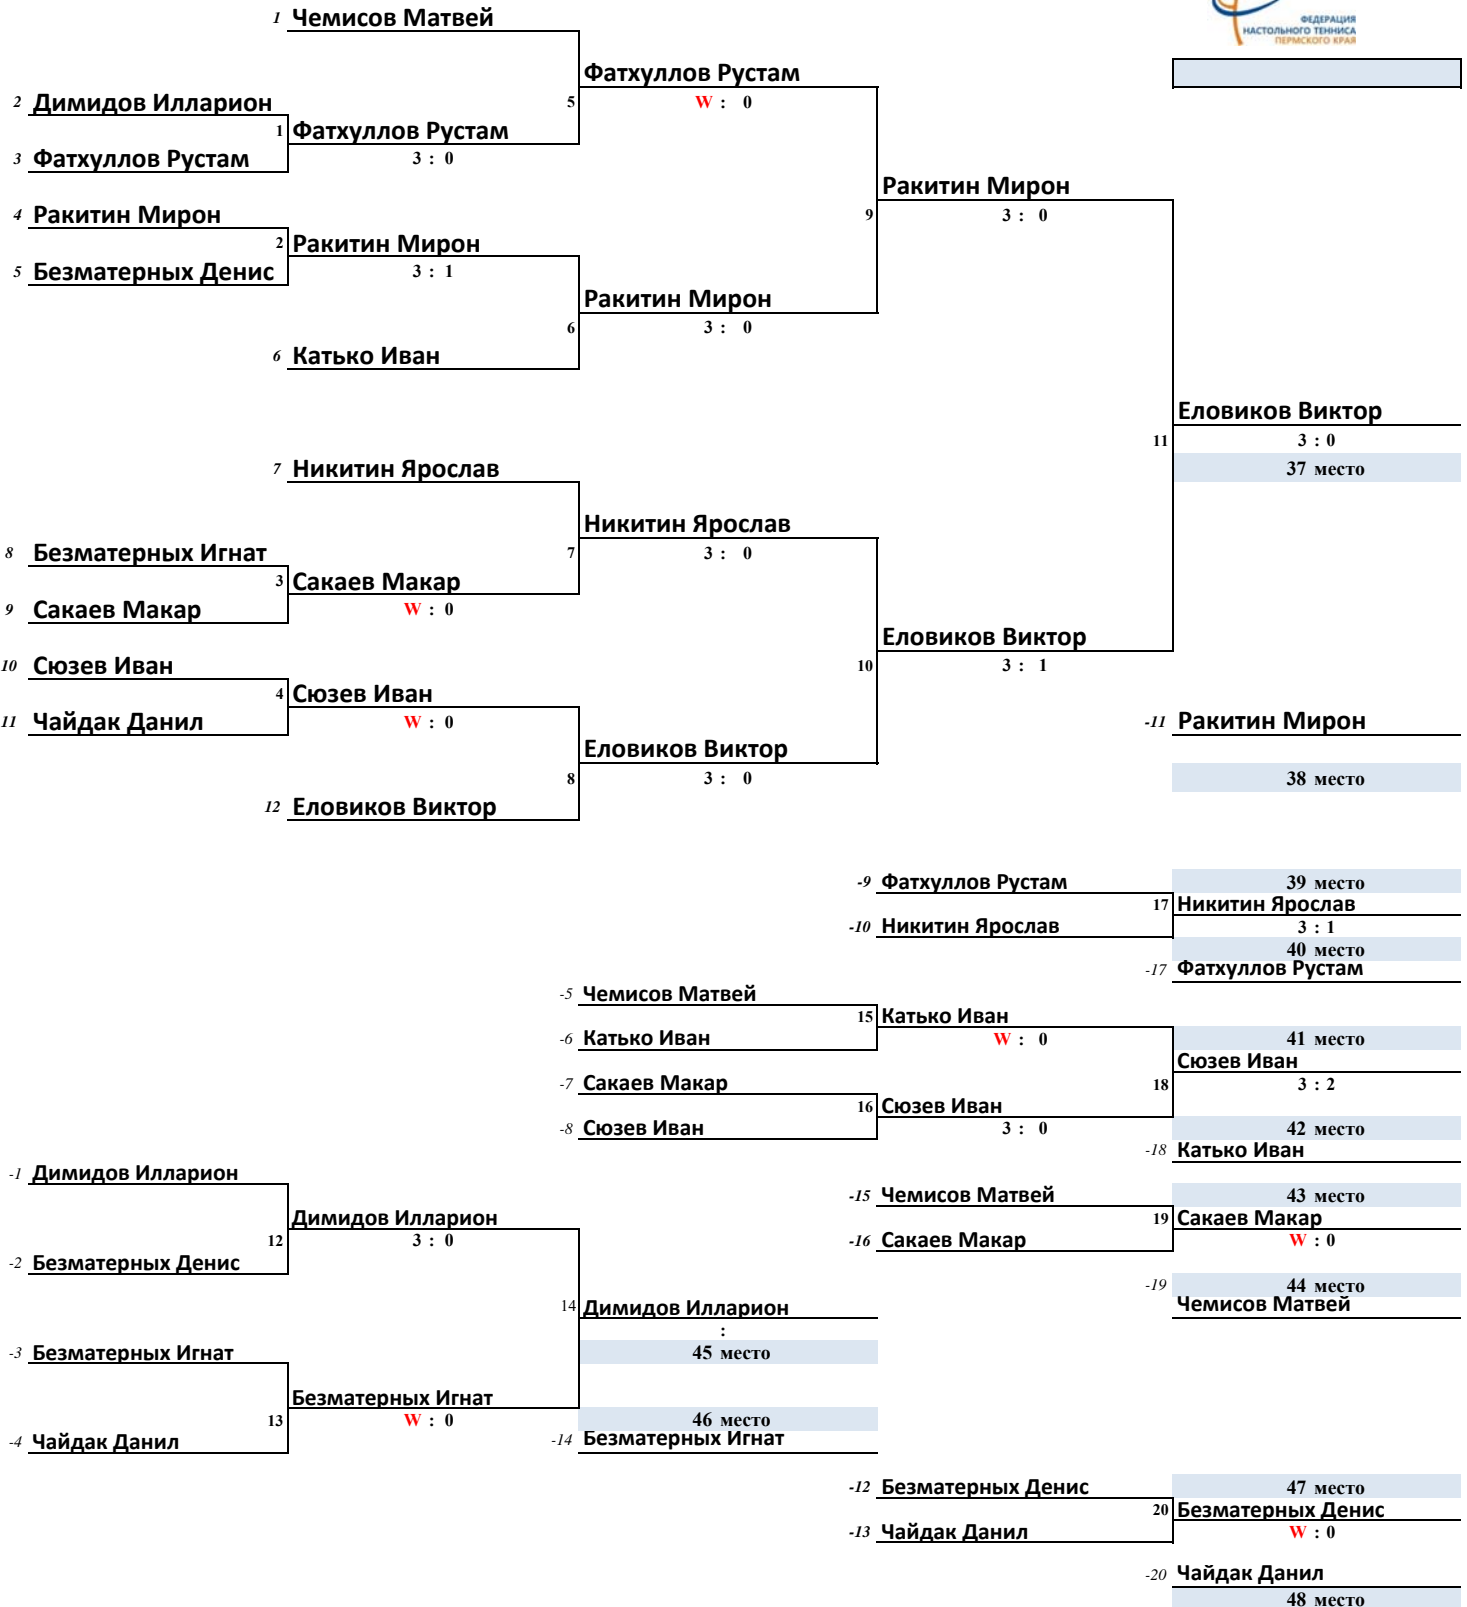 1 Чемисов Матвей
ФЕДЕРАЦИЯ
НАСТОЛЬНОГО ТЕННИСА
ПЕРМСКОГО КРАЯ
Фатхуллов Рустам
2 Димидов Илларион
5 W : 0
1 Фатхуллов Рустам
3 Фатхуллов Рустам
3 : 0
Ракитин Мирон
4 Ракитин Мирон
9 3 : 0
2 Ракитин Мирон
5 Безматерных Денис
3 : 1
Ракитин Мирон
6 3 : 0
6 Катько Иван
Еловиков Виктор
11 3 : 0
7 Никитин Ярослав
37 место
Никитин Ярослав
8 Безматерных Игнат
7 3 : 0
3 Сакаев Макар
9 Сакаев Макар
W : 0
Еловиков Виктор
10 Сюзев Иван
10 3 : 1
4 Сюзев Иван
11 Чайдак Данил
W : 0
-11 Ракитин Мирон
Еловиков Виктор
8 3 : 0
38 место
12 Еловиков Виктор
-9 Фатхуллов Рустам
39 место
17 Никитин Ярослав
-10 Никитин Ярослав
3 : 1
40 место
-17 Фатхуллов Рустам
-5 Чемисов Матвей
15 Катько Иван
-6 Катько Иван
W : 0
41 место
Сюзев Иван
-7 Сакаев Макар
18 3 : 2
16 Сюзев Иван
-8 Сюзев Иван
3 : 0
42 место
-18 Катько Иван
-1 Димидов Илларион
-15 Чемисов Матвей
43 место
Димидов Илларион
19 Сакаев Макар
12 3 : 0
-16 Сакаев Макар
W : 0
-2 Безматерных Денис
-19 44 место
Чемисов Матвей
14 Димидов Илларион
:
-3 Безматерных Игнат
45 место
Безматерных Игнат
13 W : 0
46 место
-4 Чайдак Данил
-14 Безматерных Игнат
-12 Безматерных Денис
47 место
20 Безматерных Денис
-13 Чайдак Данил
W : 0
-20 Чайдак Данил
48 место